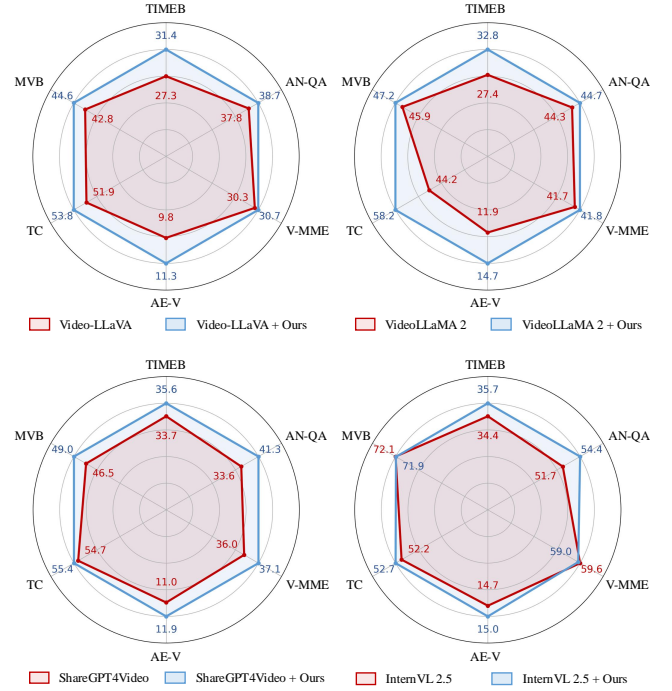 TIMEB
31.4
MVB
44.6
AN-QA
38.7
27.3
42.8
37.8
51.9
30.3
53.8
9.8
30.7
TC
V-MME
11.3
AE-V
Video-LLaVA
Video-LLaVA + Ours
TIMEB
32.8
MVB
47.2
AN-QA
44.7
27.4
45.9
44.3
44.2
41.7
58.2
11.9
41.8
TC
V-MME
14.7
AE-V
VideoLLaMA 2
VideoLLaMA 2 + Ours
TIMEB
35.6
MVB
49.0
AN-QA
41.3
33.7
46.5
33.6
54.7
36.0
55.4
11.0
37.1
TC
V-MME
11.9
AE-V
ShareGPT4Video
ShareGPT4Video + Ours
TIMEB
35.7
MVB
72.1
AN-QA
54.4
34.4
71.9
51.7
52.2
59.0
52.7
14.7
59.6
TC
V-MME
15.0
AE-V
InternVL 2.5
InternVL 2.5 + Ours